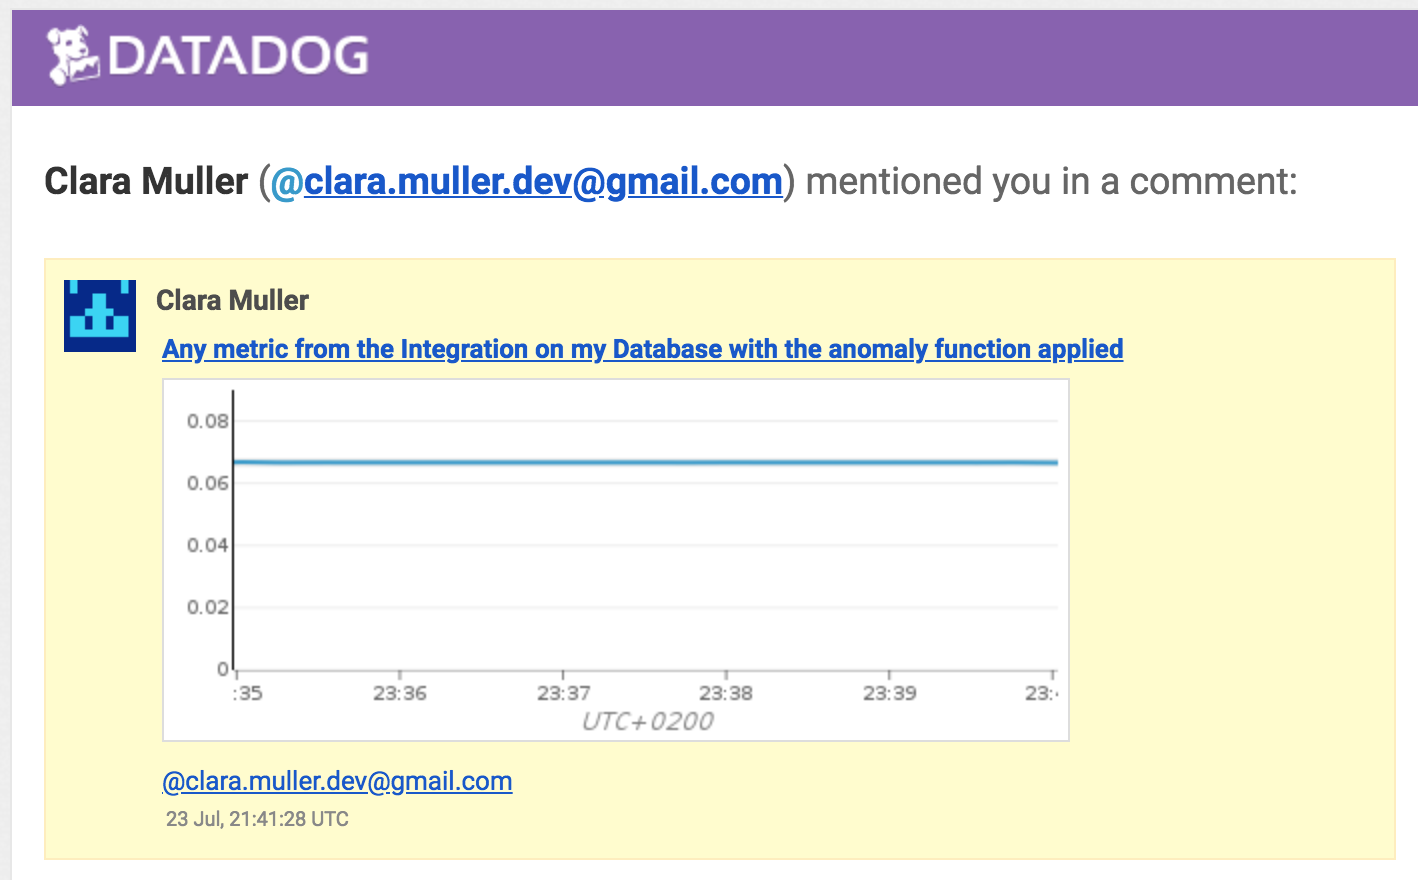 DATADOG
Clara Muller (@clara.muller.dev@gmail.com) mentioned you in a comment:
Clara Muller
Any metric from the Integration on my Database with the anomaly function applied
0.08
0.06
0.04
0.02
0
:35 23:36 23:37 23:38 23:39 23:
UTC+0200
@clara.muller.dev@gmail.com
23 Jul, 21:41:28 UTC